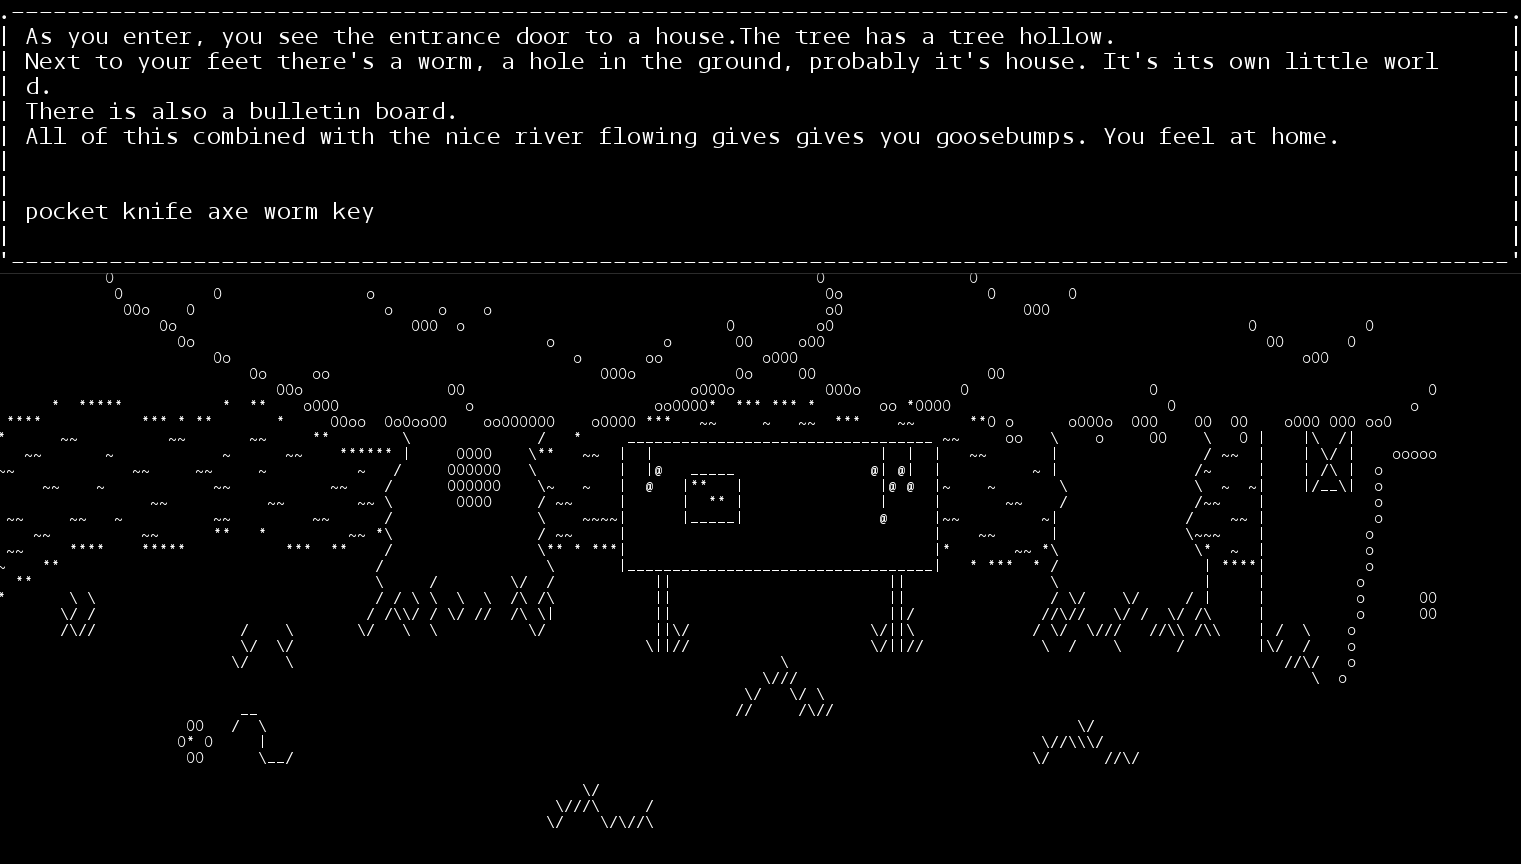 As you enter, you see the entrance door to a house.The tree has a tree hollow.
Next to your feet there's a worm, a hole in the ground, probably it's house. It's its own little worl
d.
There is also a bulletin board.
All of this combined with the nice river flowing gives gives you goosebumps. You feel at home.
pocket knife axe worm key